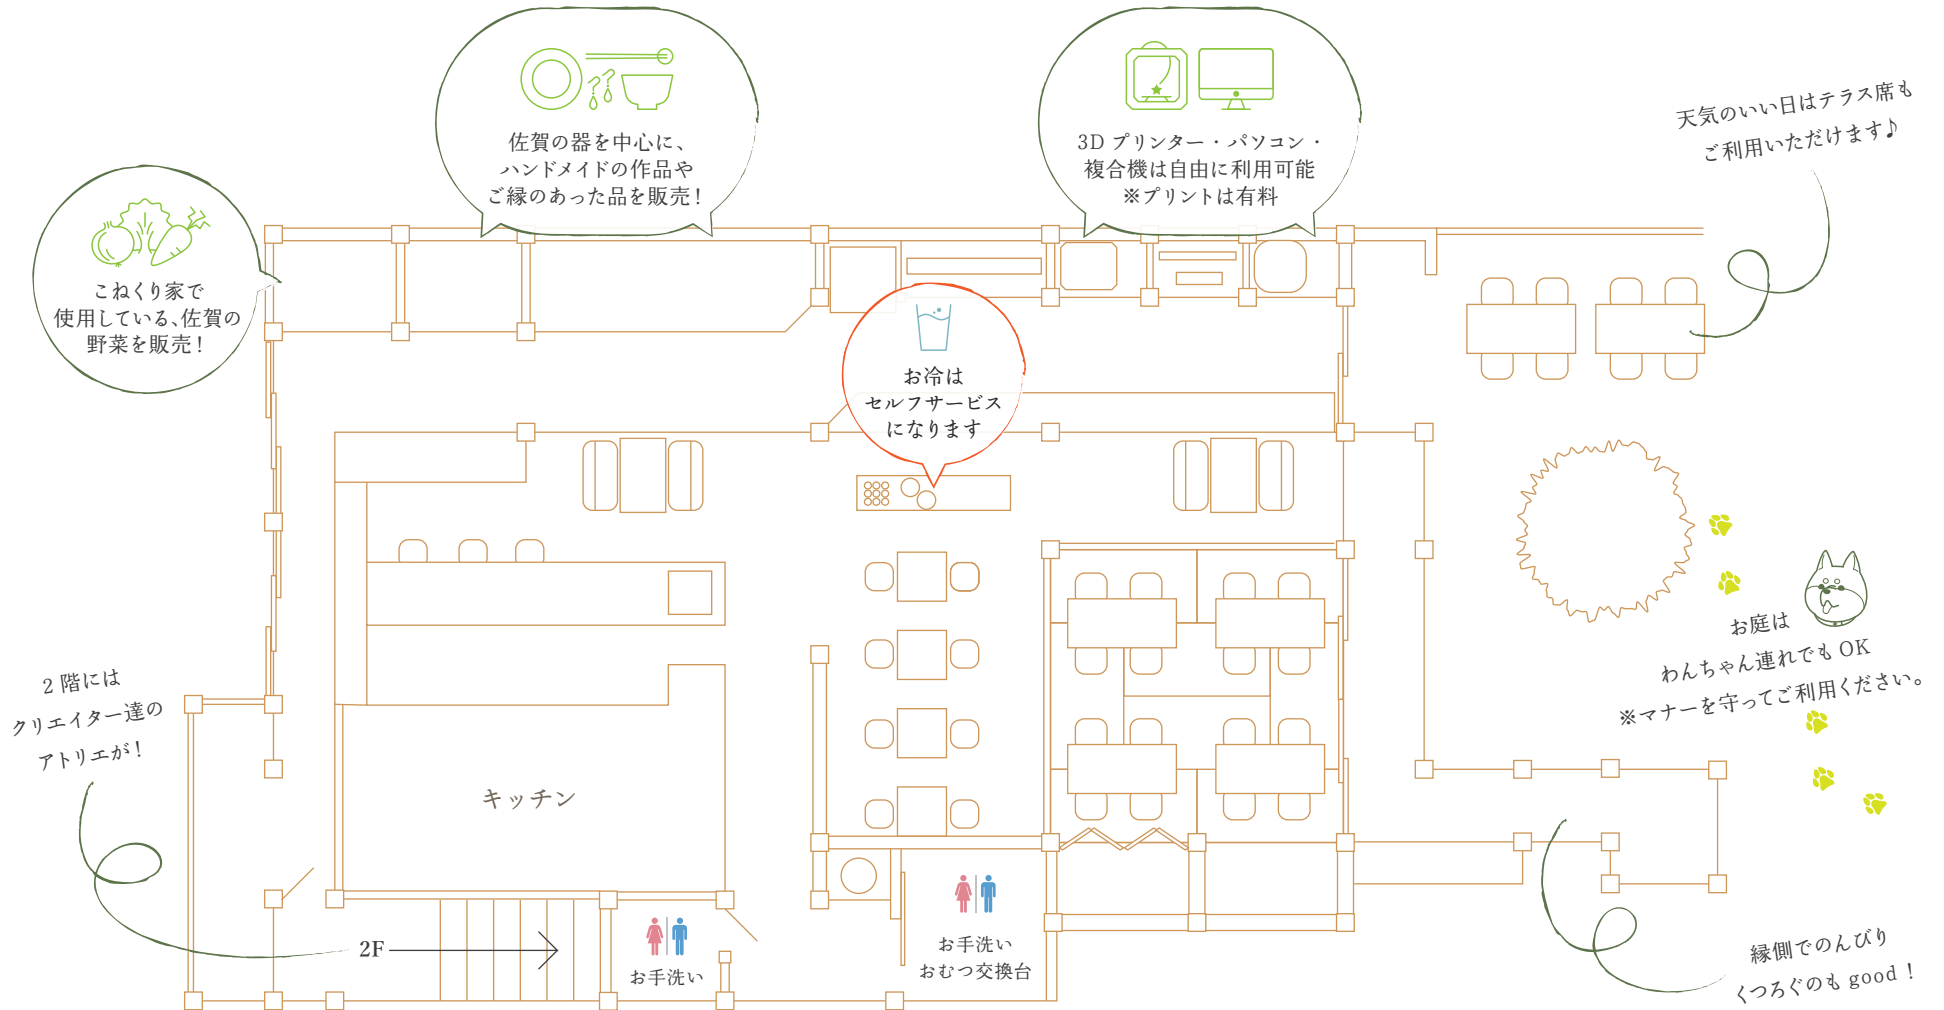 佐賀の器を中心に、
ハンドメイドの作品や
ご縁のあった品を販売！
3D プリンター・パソコン・
複合機は自由に利用可能
※プリントは有料
天気のいい日はテラス席も
ご利用いただけます♪
こねくり家で
使用している、佐賀の
野菜を販売！
お冷は
セルフサービス
になります
お庭は
わんちゃん連れでも OK
※マナーを守ってご利用ください。
2 階には
クリエイター達の
アトリエが！
キッチン
2F
お手洗い
お手洗い
おむつ交換台
縁側でのんびり
くつろぐのも good！